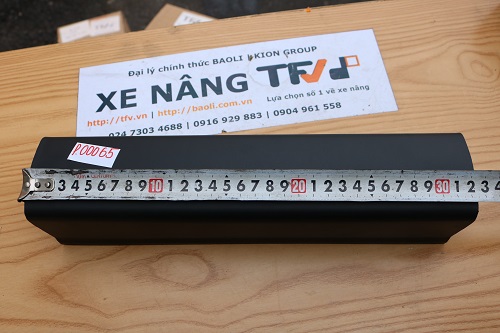 Đại lý chính thức BAOLI - KION GROUP
XE NÂNG TFV
Lựa chọn số 1 về xe nâng
http://tfv.vn | http://baoli.com.vn
024 7303 4688 | 0916 929 883 | 0904 961 558
P.00065
3 4 5 6 7 8 9 10 1 2 3 4 5 6 7 8 9 20 1 2 3 4 5 6 7 8 9 30 1 2 3 4